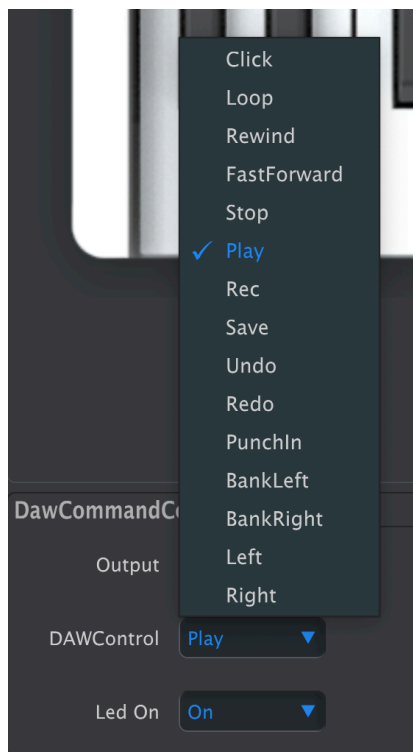 Click
Loop
Rewind
FastForward
Stop
✓ Play
Rec
Save
Undo
Redo
PunchIn
BankLeft
BankRight
Left
Right
DawCommandC
Output
DAWControl Play ▼
Led On On ▼